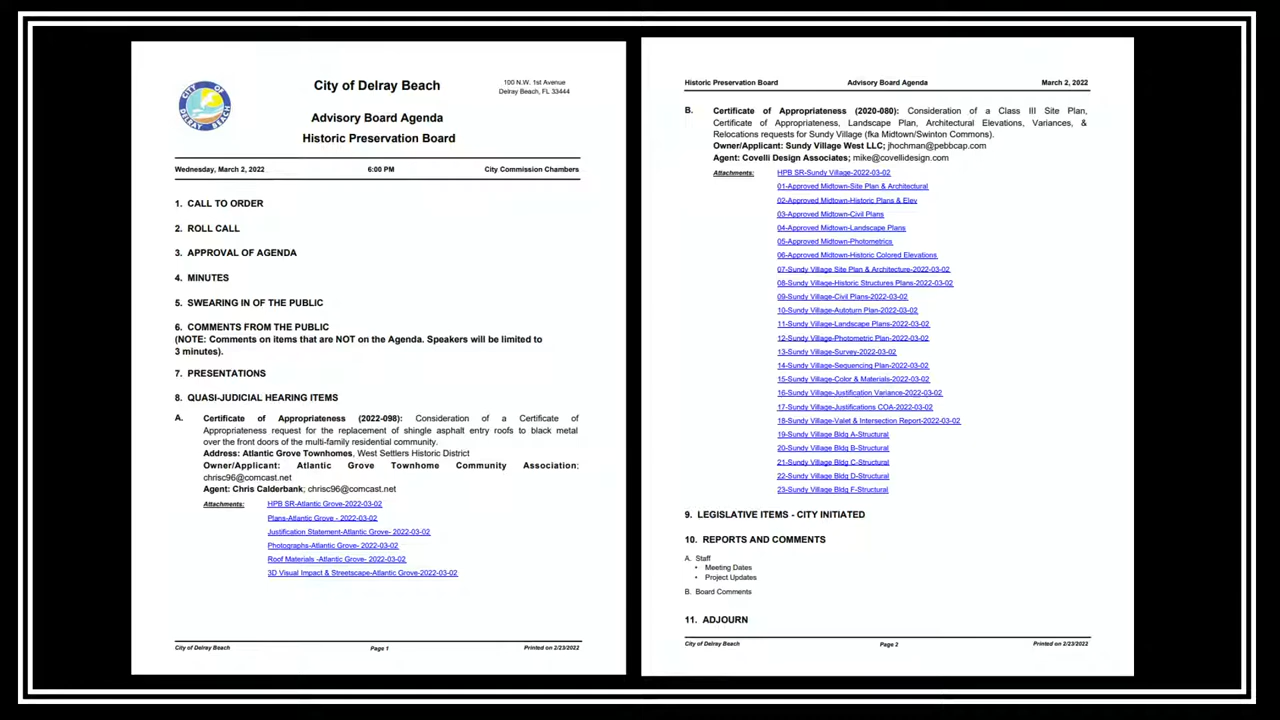 CITY OF DELRAY BEACH
City of Delray Beach
100 N.W. 1st Avenue
Delray Beach, FL 33444
Advisory Board Agenda
Historic Preservation Board
Wednesday, March 2, 2022 6:00 PM City Commission Chambers
1. CALL TO ORDER
2. ROLL CALL
3. APPROVAL OF AGENDA
4. MINUTES
5. SWEARING IN OF THE PUBLIC
6. COMMENTS FROM THE PUBLIC
(NOTE: Comments on items that are NOT on the Agenda. Speakers will be limited to
3 minutes).
7. PRESENTATIONS
8. QUASI-JUDICIAL HEARING ITEMS
A. Certificate of Appropriateness (2022-098): Consideration of a Certificate of
Appropriateness request for the replacement of shingle asphalt entry roofs to black metal
over the front doors of the multi-family residential community.
Address: Atlantic Grove Townhomes, West Settlers Historic District
Owner/Applicant: Atlantic Grove Townhome Community Association;
chrisc96@comcast.net
Agent: Chris Calderbank; chrisc96@comcast.net
Attachments: HPB SR-Atlantic Grove-2022-03-02
Plans-Atlantic Grove - 2022-03-02
Justification Statement-Atlantic Grove- 2022-03-02
Photographs-Atlantic Grove- 2022-03-02
Roof Materials -Atlantic Grove- 2022-03-02
3D Visual Impact & Streetscape-Atlantic Grove-2022-03-02
City of Delray Beach Page 1 Printed on 2/23/2022
Historic Preservation Board Advisory Board Agenda March 2, 2022
B. Certificate of Appropriateness (2020-080): Consideration of a Class III Site Plan,
Certificate of Appropriateness, Landscape Plan, Architectural Elevations, Variances, &
Relocations requests for Sundy Village (fka Midtown/Swinton Commons).
Owner/Applicant: Sundy Village West LLC; jhochman@pebbcap.com
Agent: Covelli Design Associates; mike@covellidesign.com
Attachments: HPB SR-Sundy Village-2022-03-02
01-Approved Midtown-Site Plan & Architectural
02-Approved Midtown-Historic Plans & Elev
03-Approved Midtown-Civil Plans
04-Approved Midtown-Landscape Plans
05-Approved Midtown-Photometrics
06-Approved Midtown-Historic Colored Elevations
07-Sundy Village Site Plan & Architecture-2022-03-02
08-Sundy Village-Historic Structures Plans-2022-03-02
09-Sundy Village-Civil Plans-2022-03-02
10-Sundy Village-Autoturn Plan-2022-03-02
11-Sundy Village-Landscape Plans-2022-03-02
12-Sundy Village-Photometric Plan-2022-03-02
13-Sundy Village-Survey-2022-03-02
14-Sundy Village-Sequencing Plan-2022-03-02
15-Sundy Village-Color & Materials-2022-03-02
16-Sundy Village-Justification Variance-2022-03-02
17-Sundy Village-Justifications COA-2022-03-02
18-Sundy Village-Valet & Intersection Report-2022-03-02
19-Sundy Village Bldg A-Structural
20-Sundy Village Bldg B-Structural
21-Sundy Village Bldg C-Structural
22-Sundy Village Bldg D-Structural
23-Sundy Village Bldg F-Structural
9. LEGISLATIVE ITEMS - CITY INITIATED
10. REPORTS AND COMMENTS
A. Staff
• Meeting Dates
• Project Updates
B. Board Comments
11. ADJOURN
City of Delray Beach Page 2 Printed on 2/23/2022